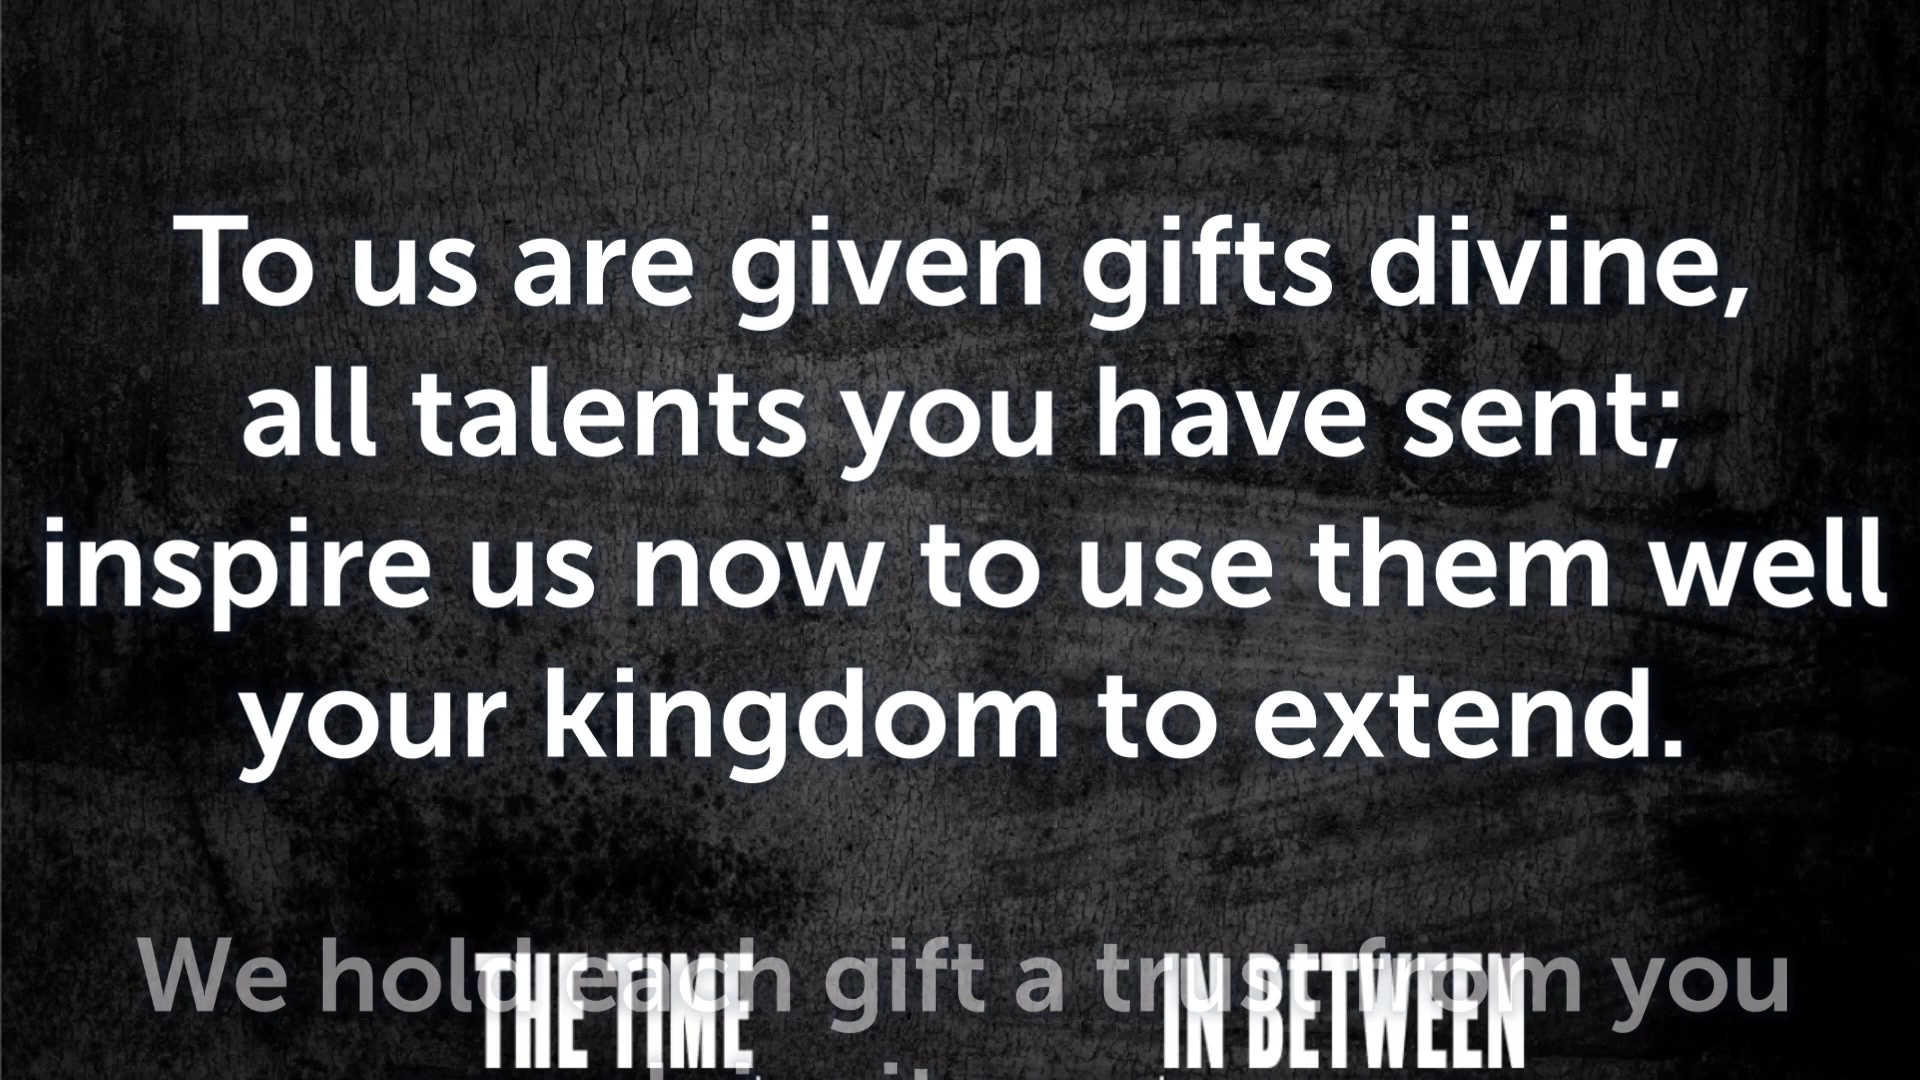 To us are given gifts divine,
all talents you have sent;
inspire us now to use them well
your kingdom to extend.
We hold each gift a trust from you
THE TIME IN BETWEEN